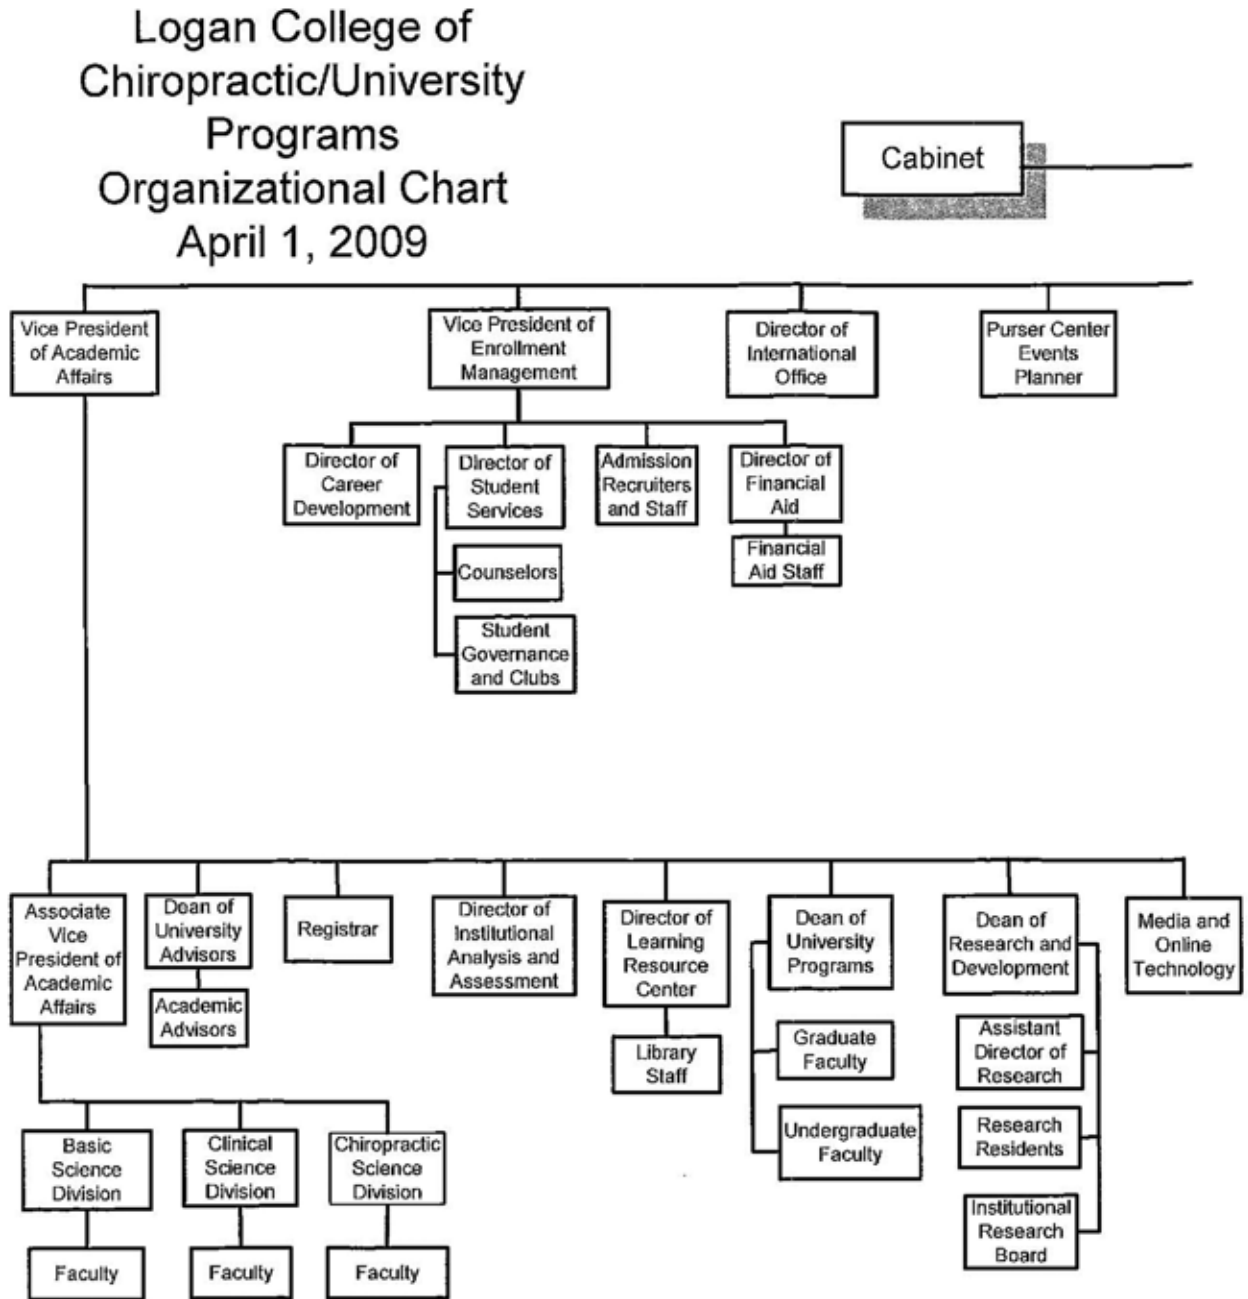 Logan College of
Chiropractic/University
Programs
Organizational Chart
April 1, 2009
Cabinet
Vice President
of Academic
Affairs
Vice President of
Enrollment
Management
Director of
International
Office
Purser Center
Events
Planner
Director of
Career
Development
Director of
Student
Services
Admission
Recruiters
and Staff
Director of
Financial
Aid
Counselors
Financial
Aid Staff
Student
Governance
and Clubs
Associate
Vice
President of
Academic
Affairs
Dean of
University
Advisors
Registrar
Director of
Institutional
Analysis and
Assessment
Director of
Learning
Resource
Center
Dean of
University
Programs
Dean of
Research and
Development
Media and
Online
Technology
Academic
Advisors
Library
Staff
Graduate
Faculty
Assistant
Director of
Research
Undergraduate
Faculty
Research
Residents
Institutional
Research
Board
Basic
Science
Division
Clinical
Science
Division
Chiropractic
Science
Division
Faculty
Faculty
Faculty